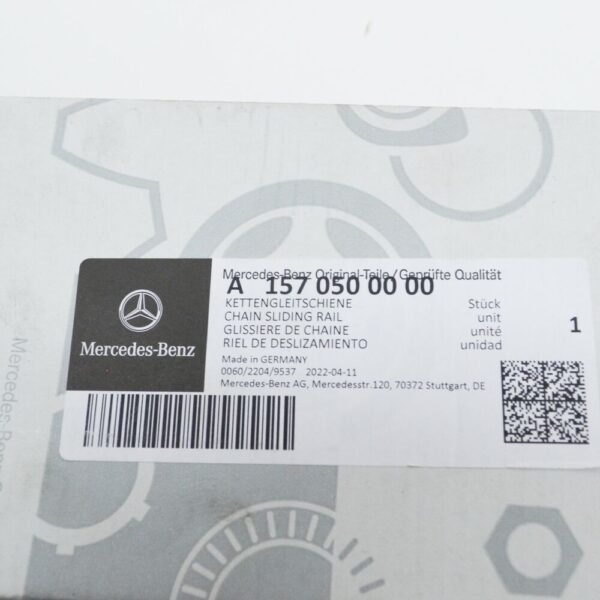 Mercedes-Benz Original-Teile/Geprüfte Qualität
A 157 050 00 00
KETTENGLEITSCHIENE Stück
CHAIN SLIDING RAIL unit
GLISSIERE DE CHAINE unité 1
RIEL DE DESLIZAMIENTO unidad
Made in GERMANY
0060/2204/9537 2022-04-11
Mercedes-Benz AG, Mercedesstr.120, 70372 Stuttgart, DE
Mercedes-Benz
Mercedes-Benz